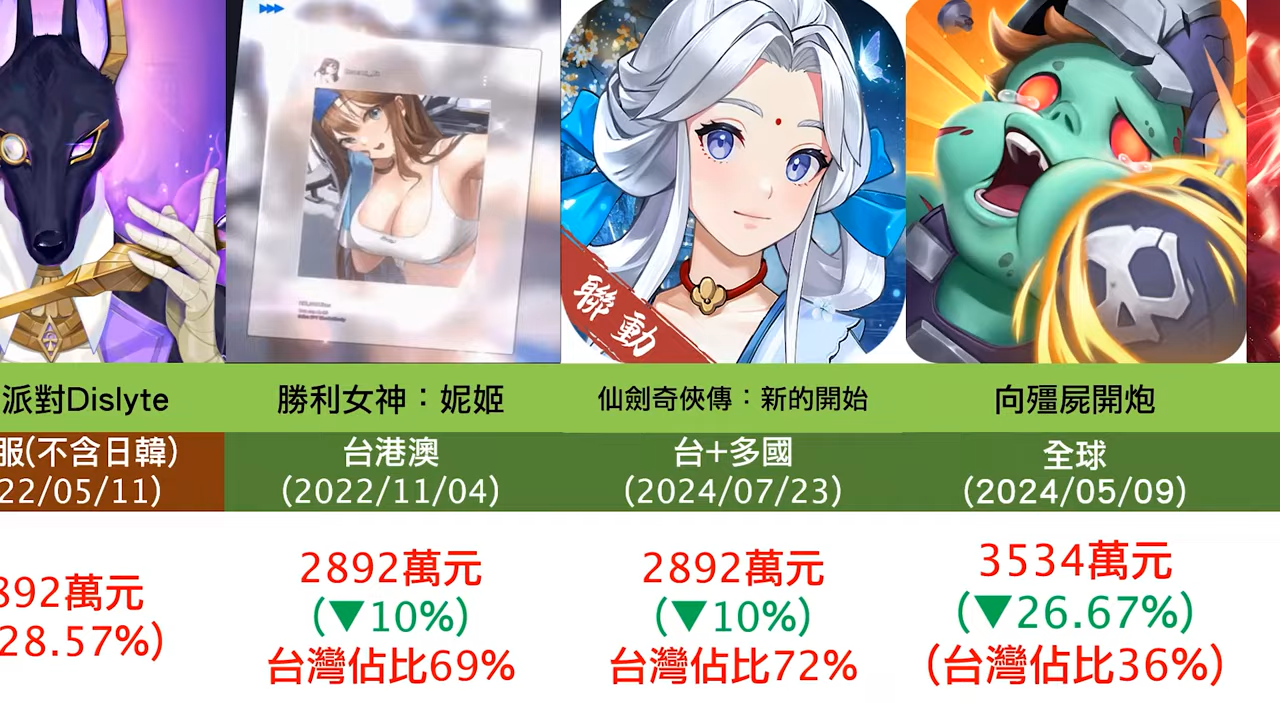 聯動
派對Dislyte
勝利女神：妮姬
仙劍奇俠傳：新的開始
向殭屍開炮
服(不含日韓)
22/05/11)
台港澳
(2022/11/04)
台+多國
(2024/07/23)
全球
(2024/05/09)
892萬元
28.57%)
2892萬元
(▼10%)
台灣佔比69%
2892萬元
(▼10%)
台灣佔比72%
3534萬元
(▼26.67%)
(台灣佔比36%)